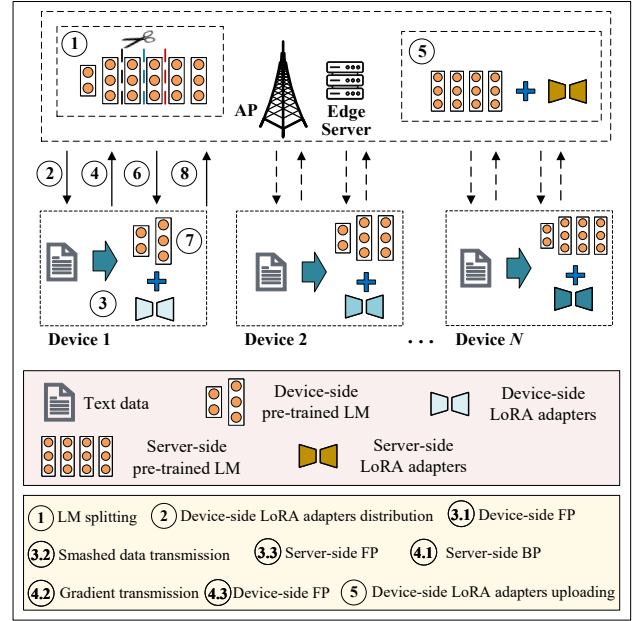 1
5
AP
Edge
Server
2 4 6 8
7
3
Device 1 Device 2 . . . Device N
Text data
Device-side
pre-trained LM
Device-side
LoRA adapters
Server-side
pre-trained LM
Server-side
LoRA adapters
1 LM splitting 2 Device-side LoRA adapters distribution 3.1 Device-side FP
3.2 Smashed data transmission 3.3 Server-side FP 4.1 Server-side BP
4.2 Gradient transmission 4.3 Device-side FP 5 Device-side LoRA adapters uploading